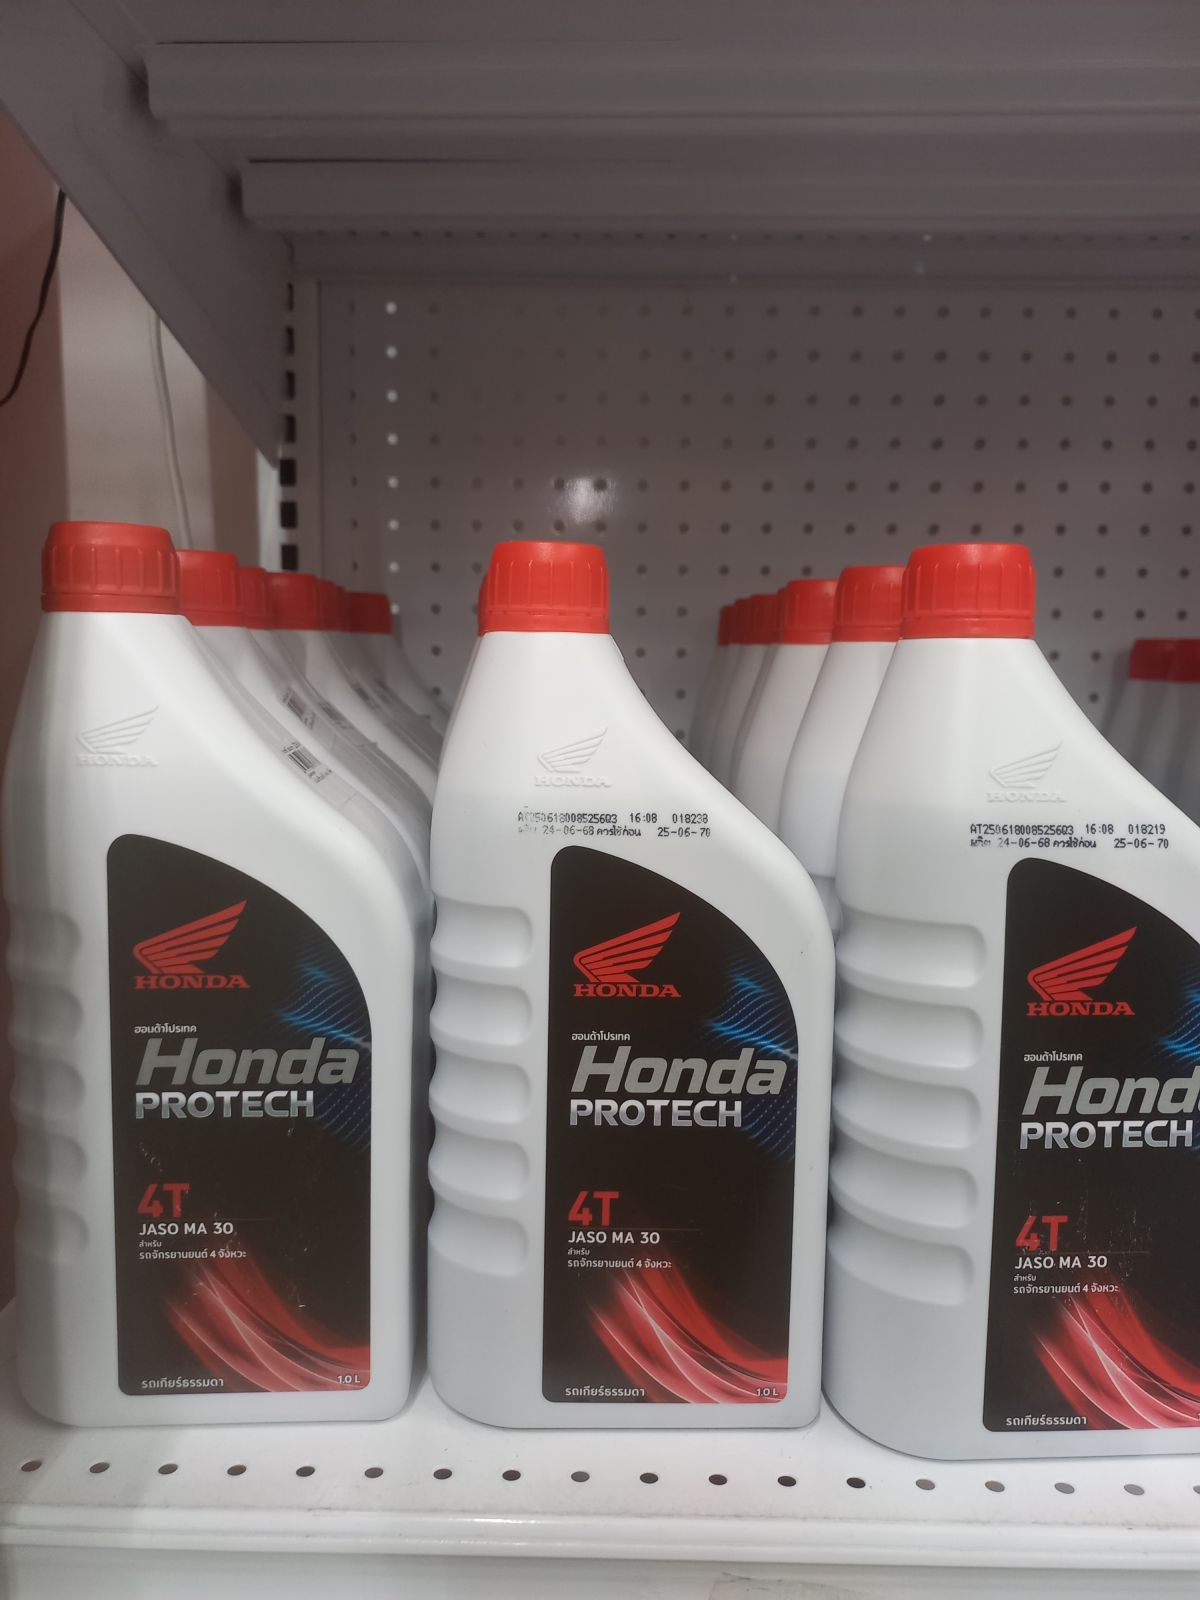 HONDA
HONDA
ฮอนด้าโปรเทค
Honda
PROTECH
4T
JASO MA 30
สำหรับ
รถจักรยานยนต์ 4 จังหวะ
รถเกียร์ธรรมดา
1.0 L
HONDA
AT250618008525603 16:08 018238
ผลิต 24-06-68 ควรใช้ก่อน 25-06-70
HONDA
ฮอนด้าโปรเทค
Honda
PROTECH
4T
JASO MA 30
สำหรับ
รถจักรยานยนต์ 4 จังหวะ
รถเกียร์ธรรมดา
1.0 L
HONDA
AT250618008525603 16:08 018219
ผลิต 24-06-68 ควรใช้ก่อน 25-06-70
HONDA
ฮอนด้าโปรเทค
Hond
PROTECH
4T
JASO MA 30
สำหรับ
รถจักรยานยนต์ 4 จังหวะ
รถเกียร์ธรรมดา